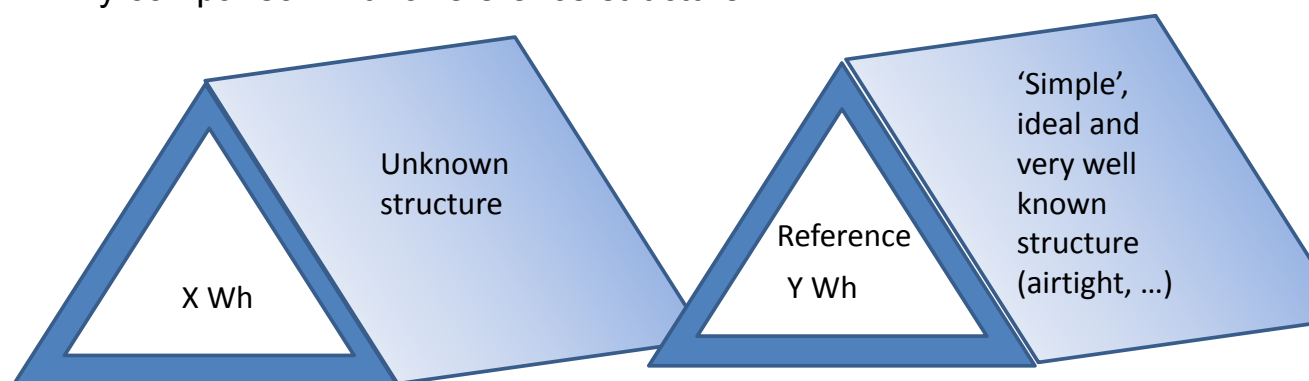 Unknown
structure
X Wh
Reference
Y Wh
‘Simple’,
ideal and
very well
known
structure
(airtight, …)